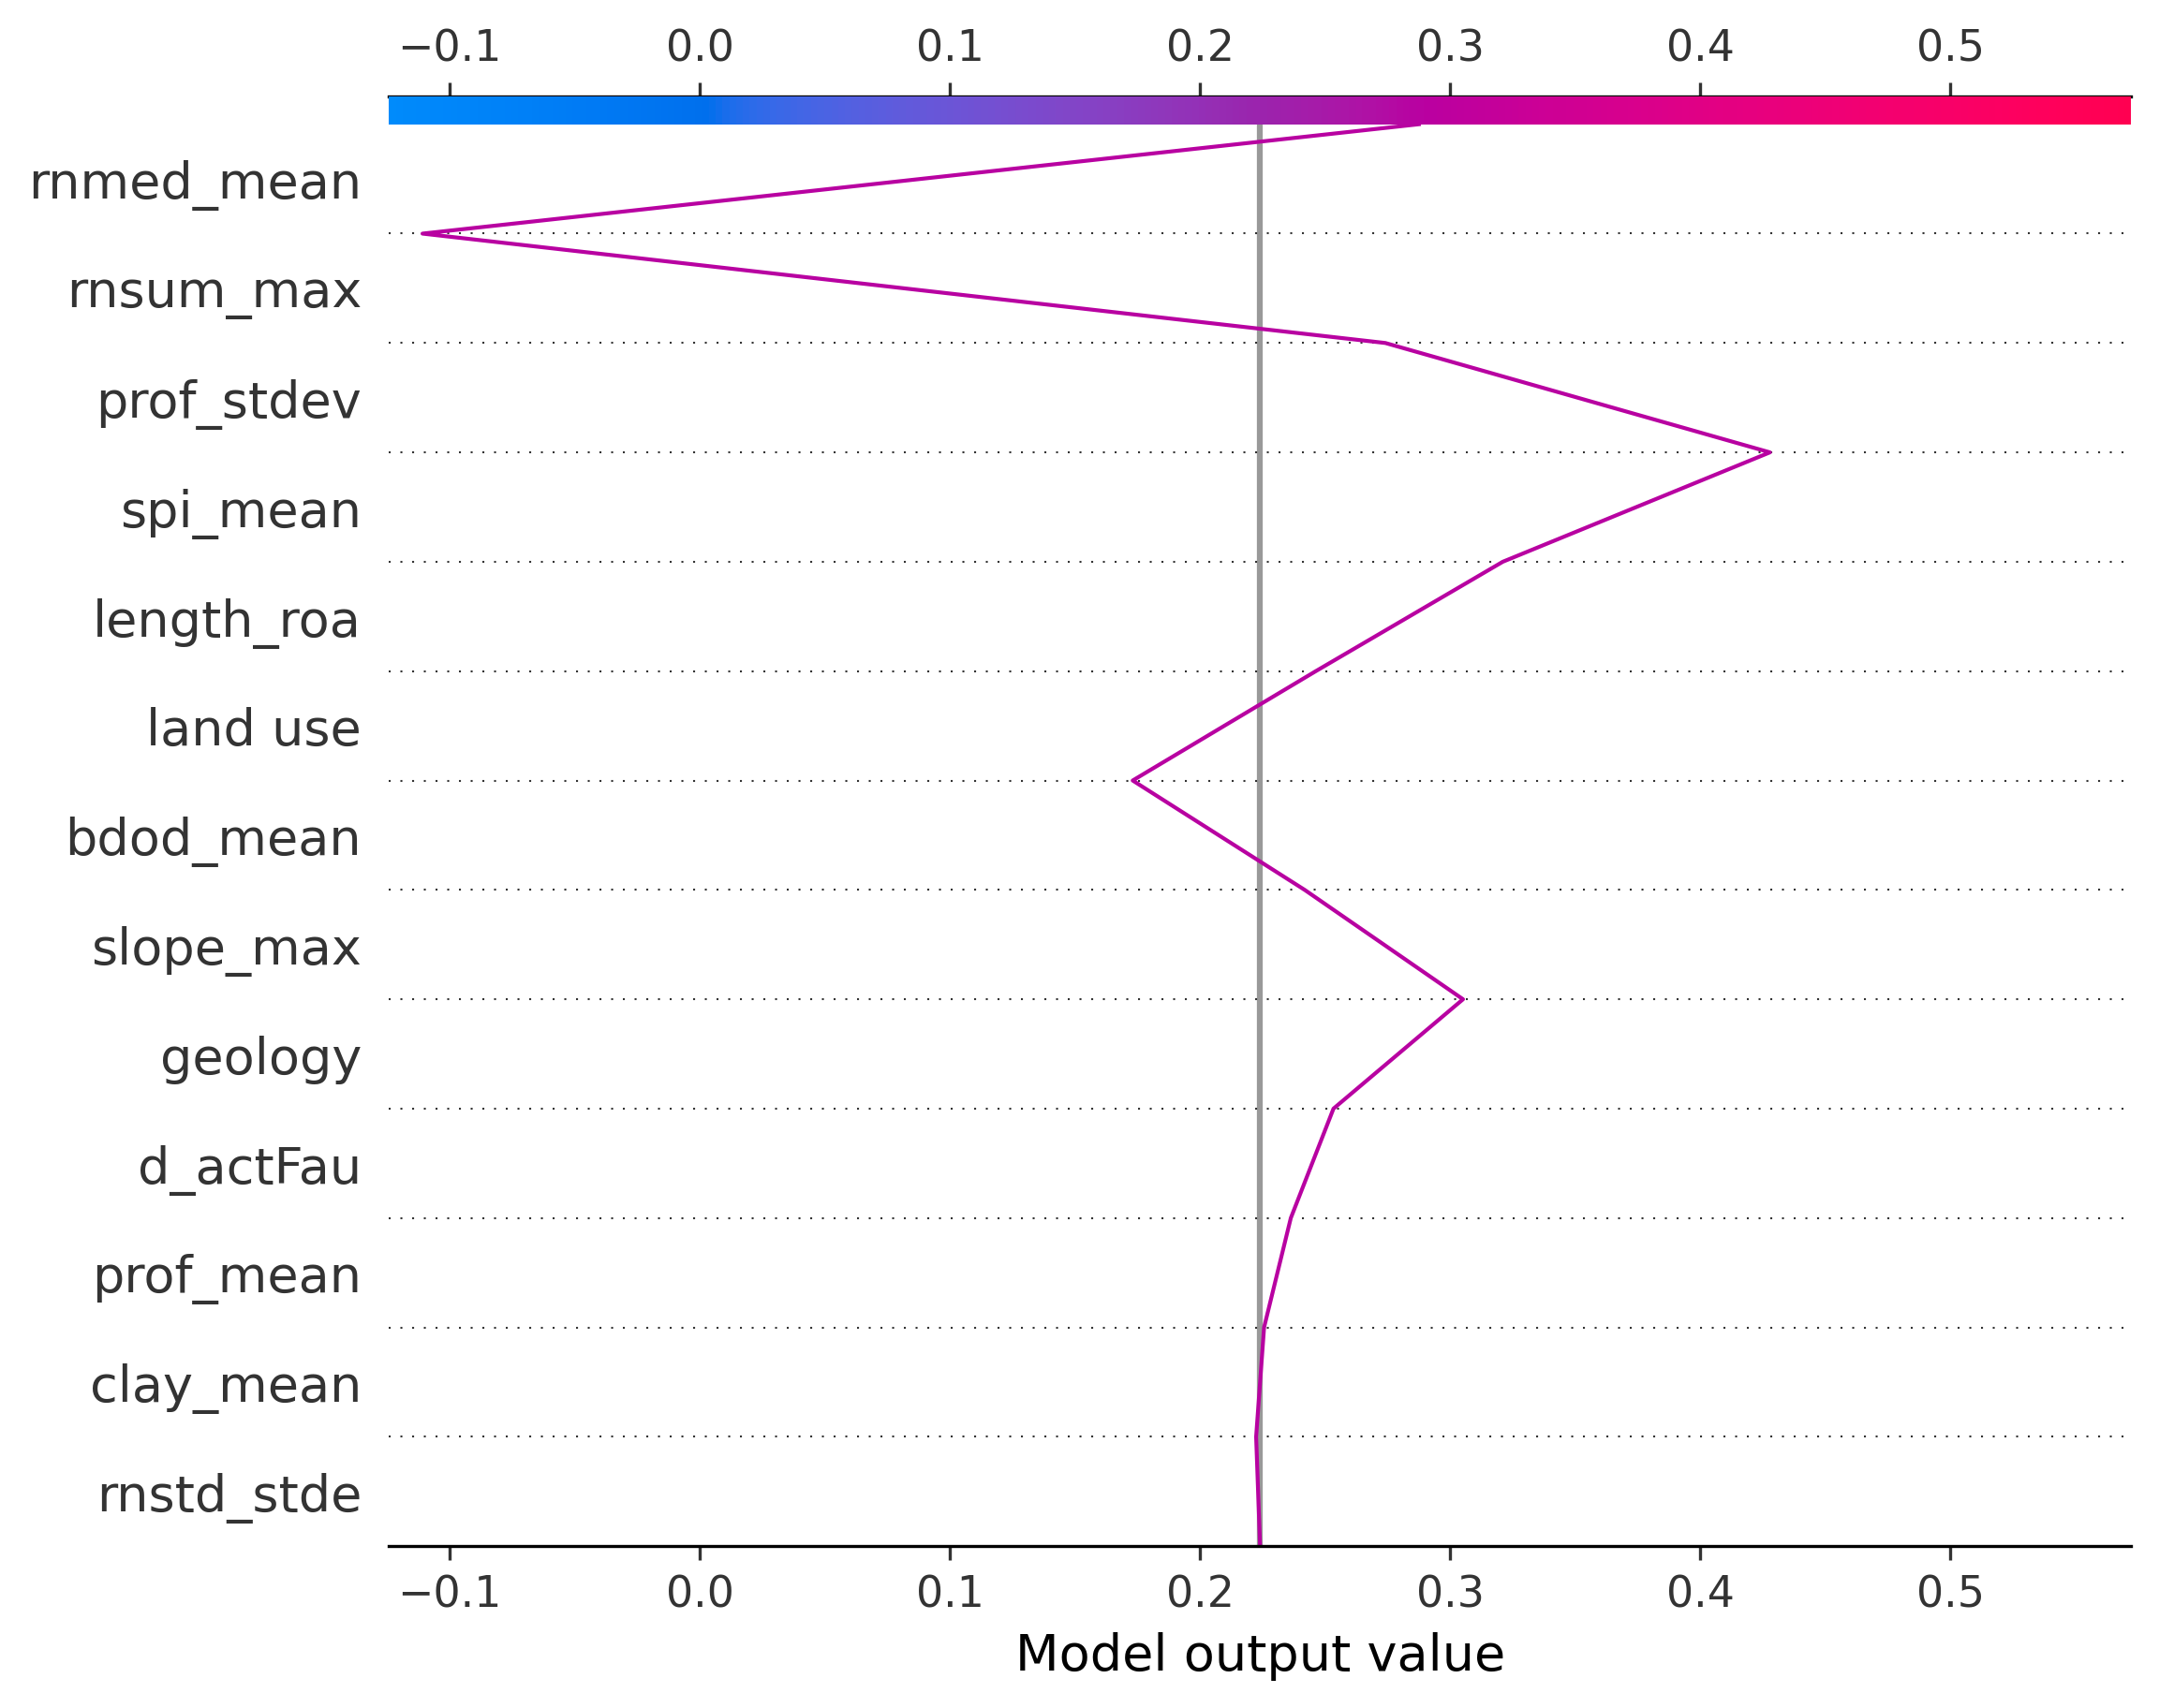 −0.1 0.0 0.1 0.2 0.3 0.4 0.5
rnmed_mean
rnsum_max
prof_stdev
spi_mean
length_roa
land use
bdod_mean
slope_max
geology
d_actFau
prof_mean
clay_mean
rnstd_stde
−0.1 0.0 0.1 0.2 0.3 0.4 0.5
Model output value